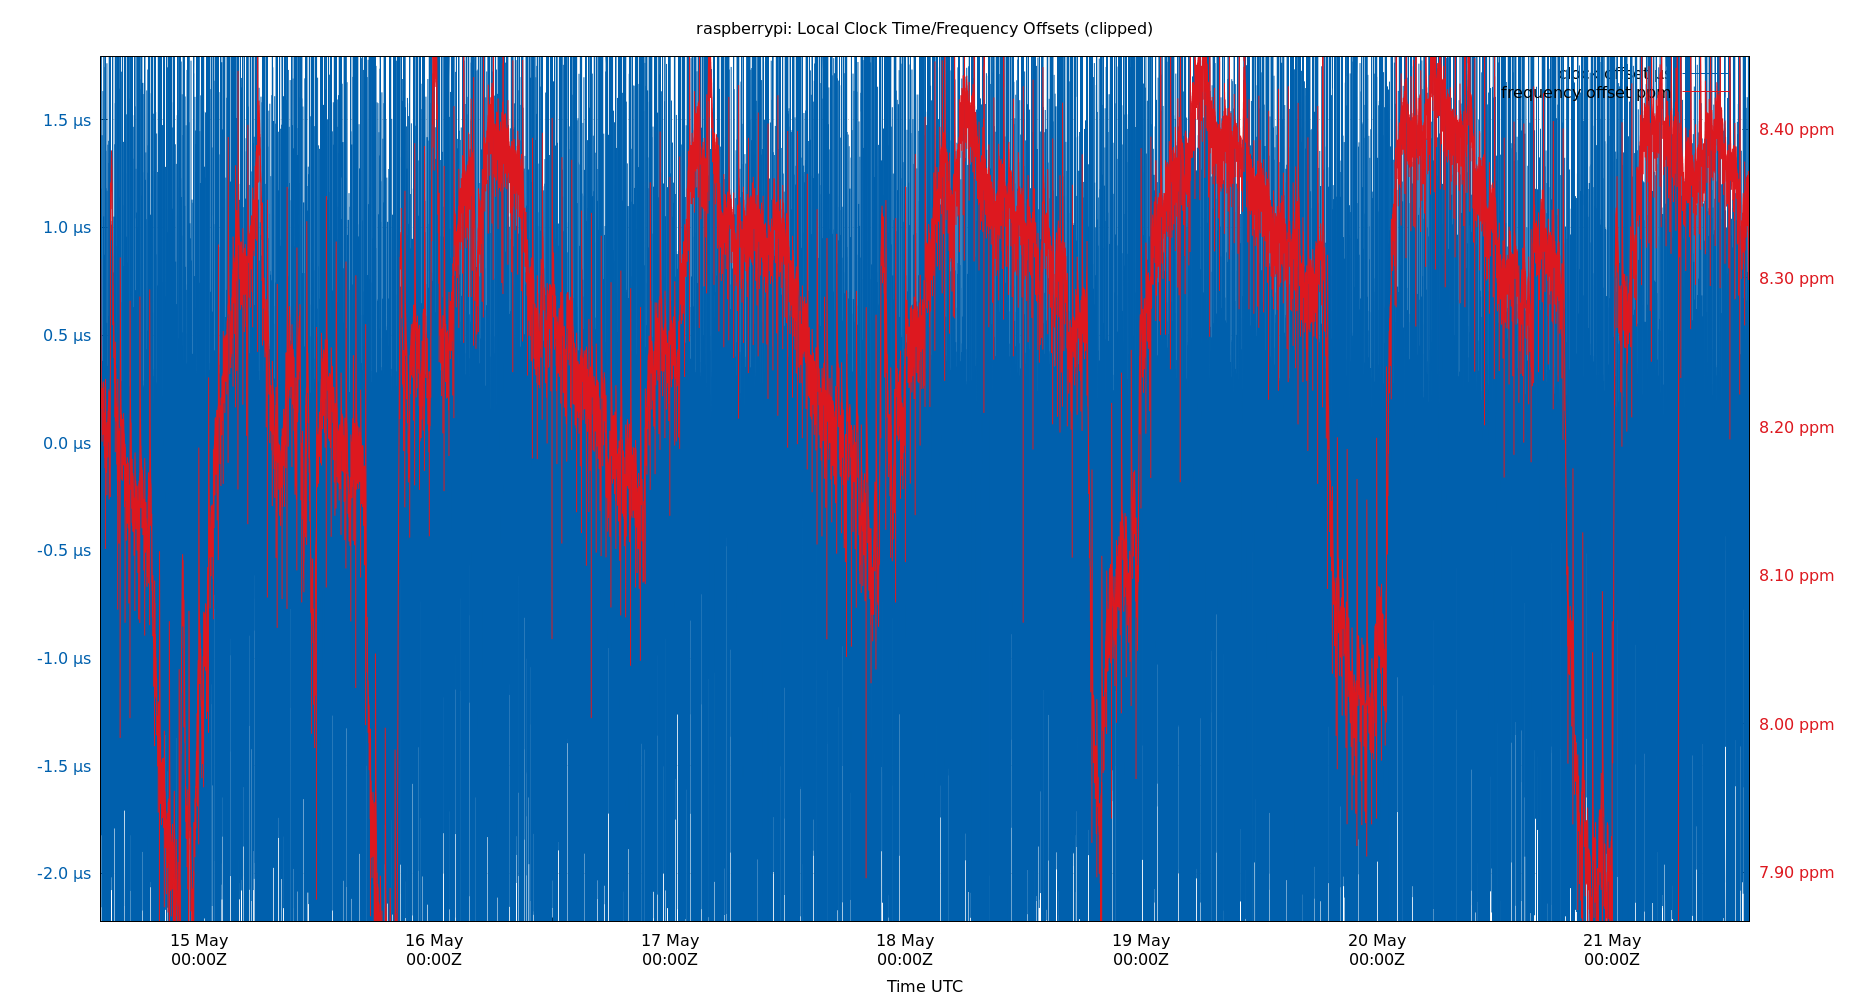 raspberrypi: Local Clock Time/Frequency Offsets (clipped)
clock offset µs
frequency offset ppm
1.5 µs
1.0 µs
0.5 µs
0.0 µs
-0.5 µs
-1.0 µs
-1.5 µs
-2.0 µs
8.40 ppm
8.30 ppm
8.20 ppm
8.10 ppm
8.00 ppm
7.90 ppm
15 May
00:00Z
16 May
00:00Z
17 May
00:00Z
18 May
00:00Z
19 May
00:00Z
20 May
00:00Z
21 May
00:00Z
Time UTC